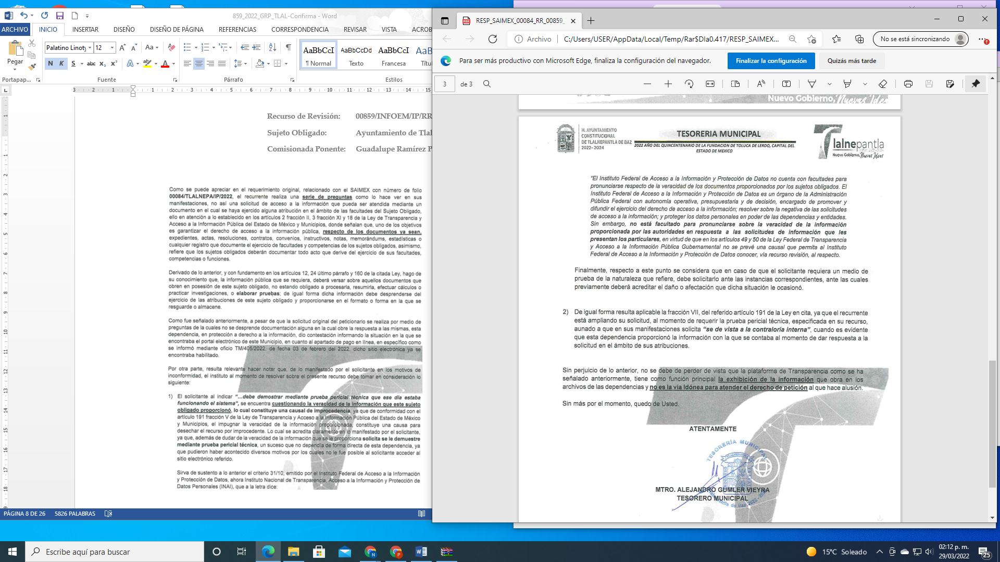 859_2022_GRP_TLAL-Confirma - Word
ARCHIVO INICIO INSERTAR DISEÑO DISEÑO DE PÁGINA REFERENCIAS CORRESPONDENCIA REVISAR VISTA ACROB
Pegar
Palatino Linoty 12
N K S abc x₂ x²
AaBbCcI AaBbCcDd AaBbCcI AaBb
¶ Normal Texto Francesa Títu
Portapap... Fuente Párrafo Estilos
Recurso de Revisión: 00859/INFOEM/IP/RR
Sujeto Obligado: Ayuntamiento de Tlal
Comisionada Ponente: Guadalupe Ramírez P
Como se puede apreciar en el requerimiento original, relacionado con el SAIMEX con número de folio
00084/TLALNEPA/IP/2022, el recurrente realiza una serie de preguntas como lo hace ver en sus
manifestaciones, no así una solicitud de acceso a la información que pueda ser atendida mediante un
documento en el cual se haya ejercido alguna atribución en el ámbito de las facultades del Sujeto Obligado,
ello en atención a lo establecido en los artículos 2 fracción II, 3 fracción XI y 18 de la Ley de Transparencia y
Acceso a la Información Pública del Estado de México y Municipios, donde señalan que, uno de los objetivos
es garantizar el derecho de acceso a la información pública, respecto de los documentos ya sean,
expedientes, actas, resoluciones, contratos, convenios, instructivos, notas, memorándums, estadísticas o
cualquier registro que documente el ejercicio de facultades y competencias de los sujetos obligados, asimismo,
refiere que los sujetos obligados deberán documentar todo acto que derive del ejercicio de sus facultades,
competencias o funciones.
Derivado de lo anterior, y con fundamento en los artículos 12, 24 último párrafo y 160 de la citada Ley, hago de
su conocimiento que, la información pública que se requiera, deberá versar sobre aquellos documentos que
obren en posesión de este sujeto obligado, no estando obligado a procesarla, resumirla, efectuar cálculos o
practicar investigaciones, o elaborar pruebas; de igual forma dicha información debe desprenderse del
ejercicio de las atribuciones de este sujeto obligado y proporcionarse en el formato o forma en la que se
resguarde o almacene.
Como fue señalado anteriormente, a pesar de que la solicitud original del peticionario se realiza por medio de
preguntas de la cuales no se desprende documentación alguna en la cual obre la respuesta a las mismas, esta
dependencia, en protección a derecho a la información, dio contestación informando la situación en la que se
encontraba el portal electrónico de este Municipio, en cuanto al apartado de pago en línea, en específico como
se informó mediante oficio TM/405/2022, de fecha 03 de febrero del 2022, dicho sitio electrónica ya se
encontraba habilitado.
Por otra parte, resulta relevante hacer notar que, de lo manifestado por el solicitante en los motivos de
inconformidad, el instituto al momento de resolver sobre el presente recurso debe tomar en consideración lo
siguiente:
1) El solicitante al indicar "...debe demostrar mediante prueba pericial técnica que ese día estaba
funcionando el sistema", se encuentra cuestionando la veracidad de la información que este sujeto
obligado proporcionó, lo cual constituye una causal de improcedencia, ya que de conformidad con el
artículo 191 fracción V de la Ley de Transparencia y Acceso a la Información Pública del Estado de México
y Municipios, el impugnar la veracidad de la información proporcionada, constituye una causa para
desechar el recurso por improcedente. Lo cual se acredita claramente en lo manifestado por el solicitante,
ya que, además de dudar de la veracidad de la información que se le proporciona solicita se le demuestre
mediante prueba pericial técnica, un suceso que no dependía de forma directa de esta dependencia, ya
que pudieron haber acontecido diversos motivos por los cuales no le fue posible al solicitante acceder al
sitio electrónico referido.
Sirva de sustento a lo anterior el criterio 31/10, emitido por el Instituto Federal de Acceso a la Información
y Protección de Datos, ahora Instituto Nacional de Transparencia, Acceso a la Información y Protección de
Datos Personales (INAI), que a la letra dice:
PÁGINA 8 DE 26 5826 PALABRAS
RESP_SAIMEX_00084_RR_00859_
Archivo C:/Users/USER/AppData/Local/Temp/Rar$DIa0.417/RESP_SAIMEX... No se está sincronizando
Para ser más productivo con Microsoft Edge, finaliza la configuración del navegador. Finalizar la configuración Quizás más tarde
3 de 3
Nuevo Gobierno, Nuevas Ideas
H. AYUNTAMIENTO
CONSTITUCIONAL
DE TLALNEPANTLA DE BAZ
2022- 2024
TESORERIA MUNICIPAL
2022 AÑO DEL QUINCENTENARIO DE LA FUNDACION DE TOLUCA DE LERDO, CAPITAL DEL
ESTADO DE MEXICO
Tlalnepantla
Nuevo Gobierno, Nuevas Ideas
"El Instituto Federal de Acceso a la Información y Protección de Datos no cuenta con facultades para
pronunciarse respecto de la veracidad de los documentos proporcionados por los sujetos obligados. El
Instituto Federal de Acceso a la Información y Protección de Datos es un órgano de la Administración
Pública Federal con autonomía operativa, presupuestaria y de decisión, encargado de promover y
difundir el ejercicio del derecho de acceso a la información; resolver sobre la negativa de las solicitudes
de acceso a la información; y proteger los datos personales en poder de las dependencias y entidades.
Sin embargo, no está facultado para pronunciarse sobre la veracidad de la información
proporcionada por las autoridades en respuesta a las solicitudes de información que les
presentan los particulares, en virtud de que en los artículos 49 y 50 de la Ley Federal de Transparencia
y Acceso a la Información Pública Gubernamental no se prevé una causal que permita al Instituto
Federal de Acceso a la Información y Protección de Datos conocer, vía recurso revisión, al respecto.
Finalmente, respecto a este punto se considera que en caso de que el solicitante requiera un medio de
prueba de la naturaleza que refiere, debe solicitarlo ante las instancias correspondientes, ante las cuales
previamente deberá acreditar el daño o afectación que dicha situación le ocasionó.
2) De igual forma resulta aplicable la fracción VII, del referido artículo 191 de la Ley en cita, ya que el recurrente
está ampliando su solicitud, al momento de requerir la prueba pericial técnica, especificada en su recurso,
aunado a que en sus manifestaciones solicita "se de vista a la contraloría interna", cuando es evidente
que esta dependencia proporcionó la información con la que se contaba al momento de dar respuesta a la
solicitud en el ámbito de sus atribuciones.
Sin perjuicio de lo anterior, no se debe de perder de vista que la plataforma de Transparencia como se ha
señalado anteriormente, tiene como función principal la exhibición de la información que obra en los
archivos de las dependencias y no es la vía idónea para atender el derecho de petición al que hace alusión.
Sin más por el momento, quedo de Usted.
ATENTAMENTE
TESORERÍA MUNICIPAL
MTRO. ALEJANDRO GUMLER VIEYRA
TESORERO MUNICIPAL
Tlalnepantla de Baz 2022 - 2024
Escribe aquí para buscar
15°C Soleado
02:12 p. m.
29/03/2022
25